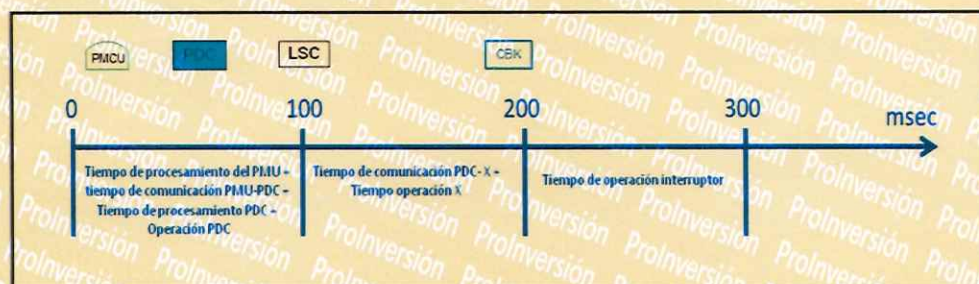 PMCU PDC LSC CBK
0 100 200 300 msec
Tiempo de procesamiento del PMU –
tiempo de comunicación PMU-PDC –
Tiempo de procesamiento PDC –
Operación PDC
Tiempo de comunicación PDC- X –
Tiempo operación X
Tiempo de operación interruptor
ProInversión